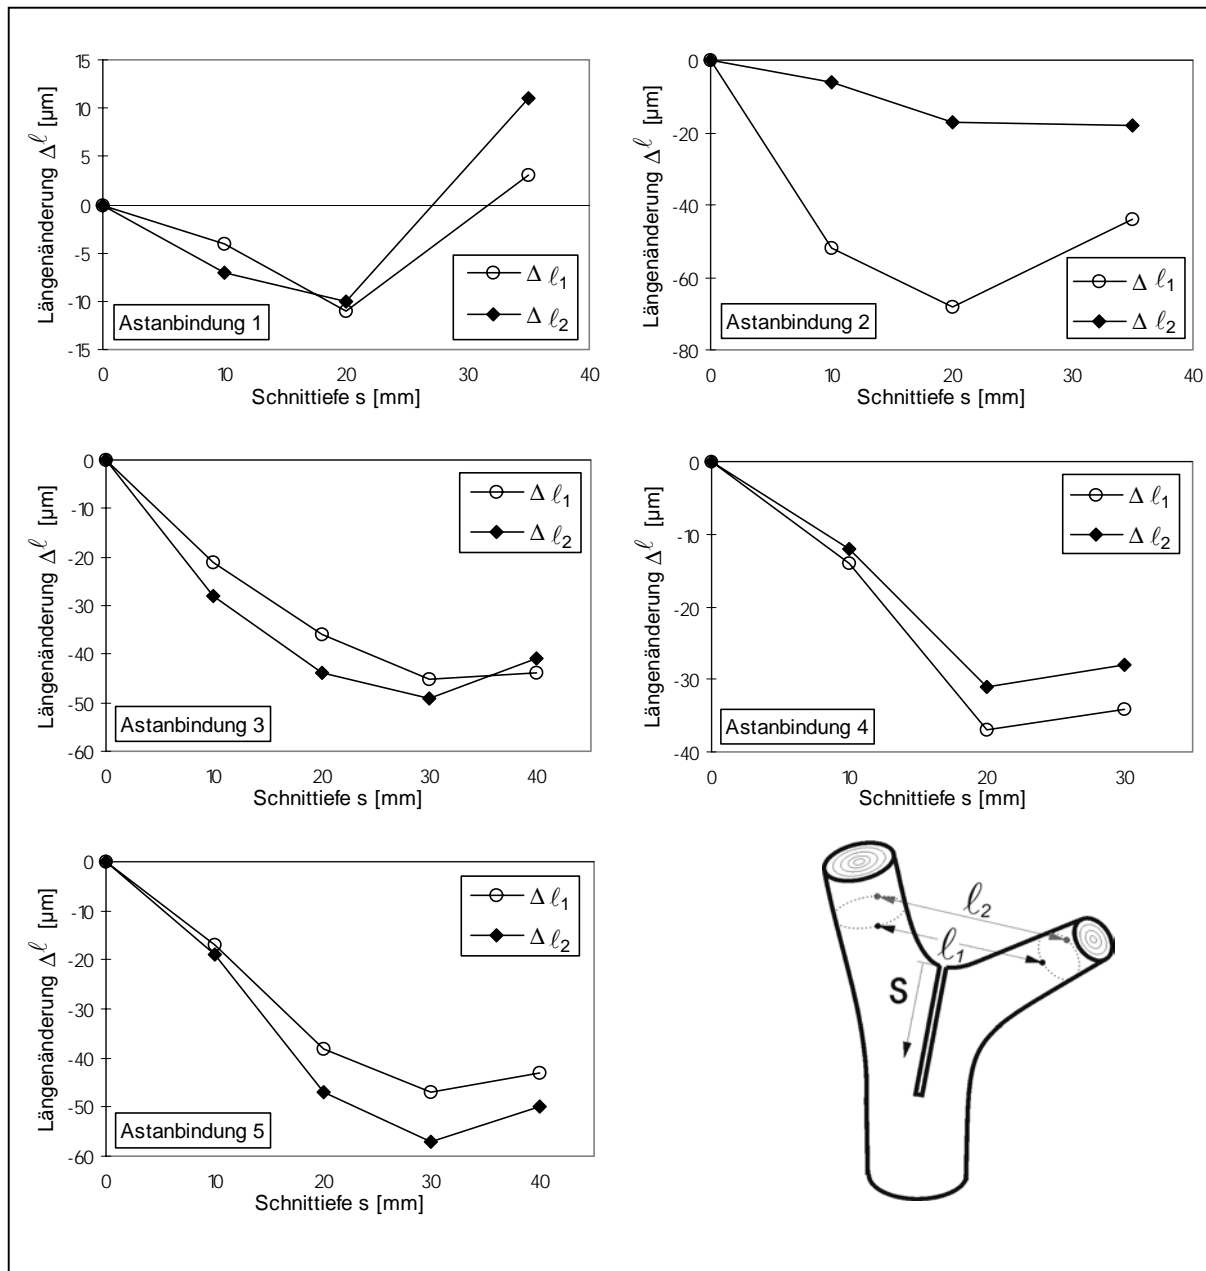 15
10
5
0
-5
-10
-15
Längenänderung Δℓ [µm]
Δ ℓ1
Δ ℓ2
Astanbindung 1
0 10 20 30 40
Schnittiefe s [mm]
0
-20
-40
-60
-80
Längenänderung Δℓ [µm]
Δ ℓ1
Δ ℓ2
Astanbindung 2
0 10 20 30 40
Schnittiefe s [mm]
0
-10
-20
-30
-40
-50
-60
Längenänderung Δℓ [µm]
Δ ℓ1
Δ ℓ2
Astanbindung 3
0 10 20 30 40
Schnittiefe s [mm]
0
-10
-20
-30
-40
Längenänderung Δℓ [µm]
Δ ℓ1
Δ ℓ2
Astanbindung 4
0 10 20 30
Schnittiefe s [mm]
0
-10
-20
-30
-40
-50
-60
Längenänderung Δℓ [µm]
Δ ℓ1
Δ ℓ2
Astanbindung 5
0 10 20 30 40
Schnittiefe s [mm]
ℓ2
ℓ1
S